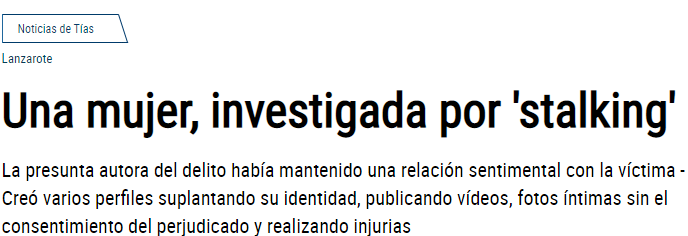 Noticias de Tías
Lanzarote
Una mujer, investigada por 'stalking'
La presunta autora del delito había mantenido una relación sentimental con la víctima -
Creó varios perfiles suplantando su identidad, publicando vídeos, fotos íntimas sin el
consentimiento del perjudicado y realizando injurias